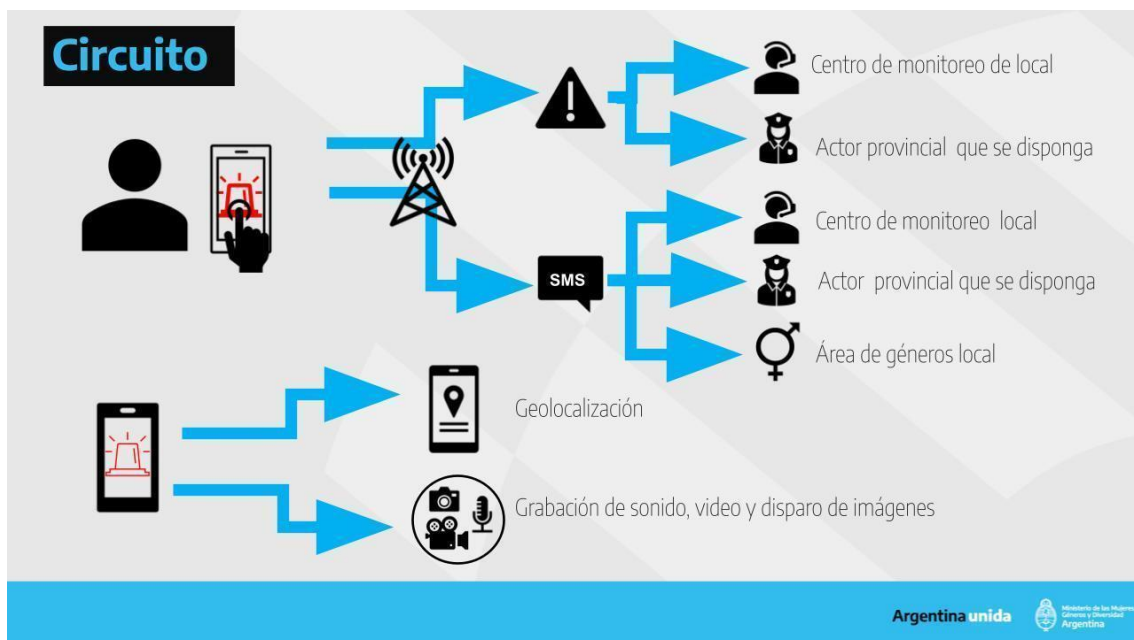 Circuito
Centro de monitoreo de local
Actor provincial que se disponga
SMS
Centro de monitoreo local
Actor provincial que se disponga
Área de géneros local
Geolocalización
Grabación de sonido, video y disparo de imágenes
Argentina unida
Ministerio de las Mujeres
Géneros y Diversidad
Argentina